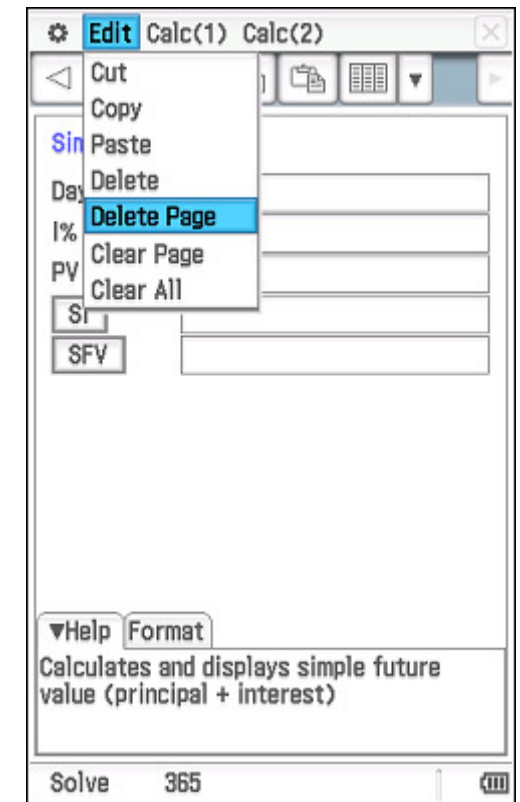 Edit Calc(1) Calc(2)
Cut
Copy
Paste
Delete
Delete Page
Clear Page
Clear All
Sim
Day
I%
PV
SI
SFV
▼Help Format
Calculates and displays simple future
value (principal + interest)
Solve 365